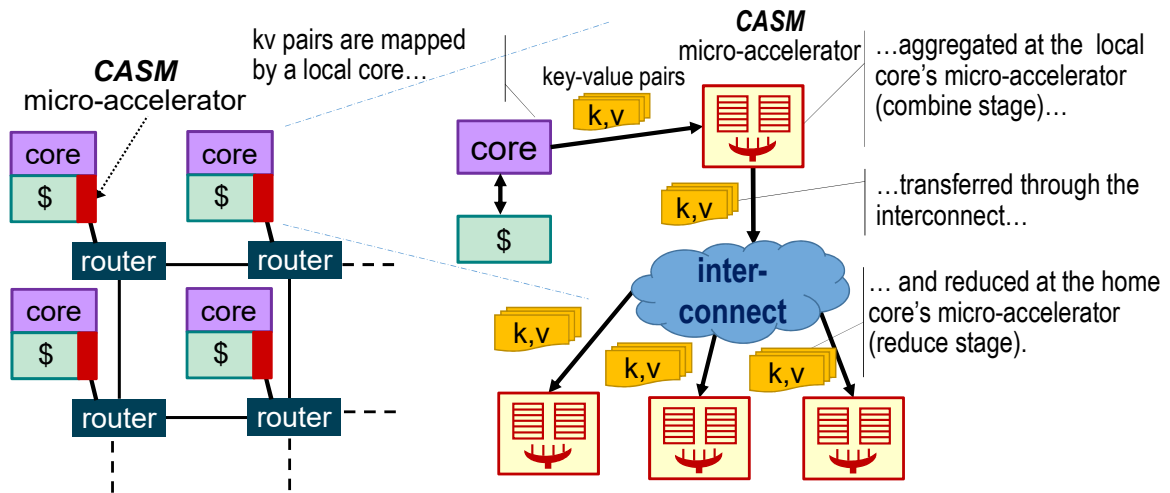 CASM
micro-accelerator
core
$
core
$
router
router
core
$
core
$
router
router
kv pairs are mapped
by a local core…
CASM
micro-accelerator
key-value pairs
k,v
core
$
…aggregated at the local
core's micro-accelerator
(combine stage)…
k,v
…transferred through the
interconnect…
inter-
connect
… and reduced at the home
core's micro-accelerator
(reduce stage).
k,v
k,v
k,v